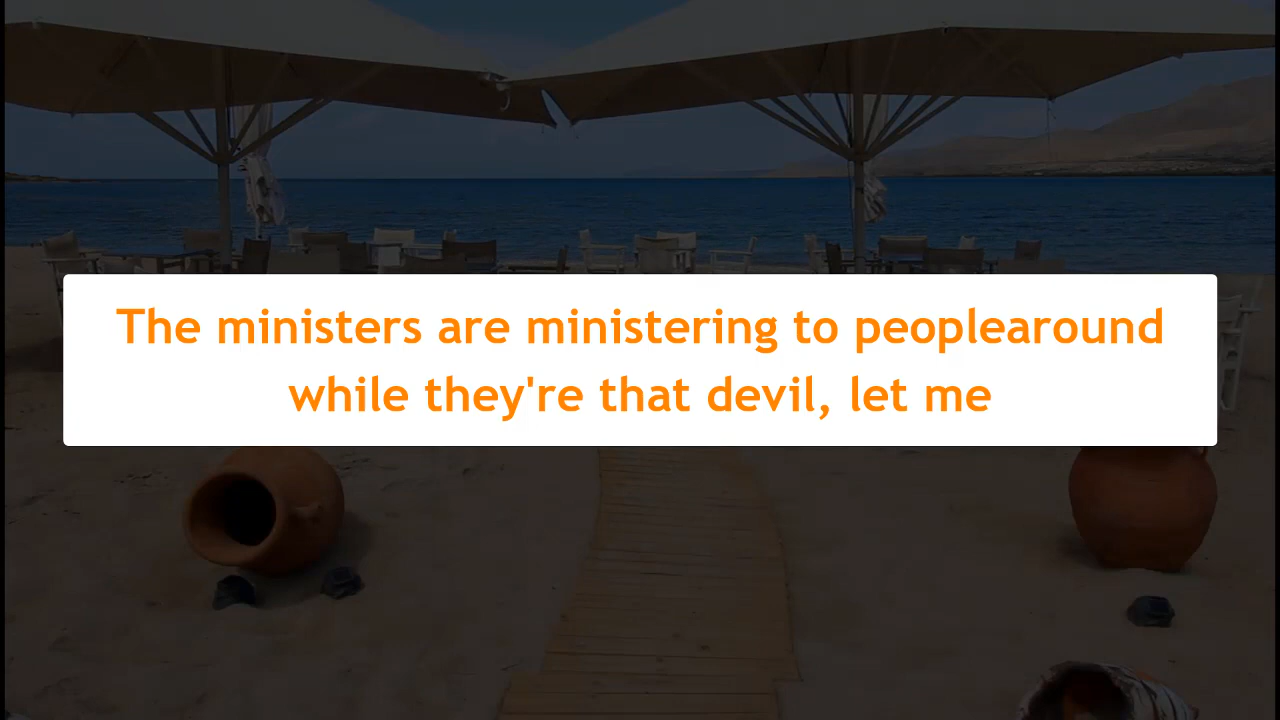 The ministers are ministering to peoplearound
while they're that devil, let me